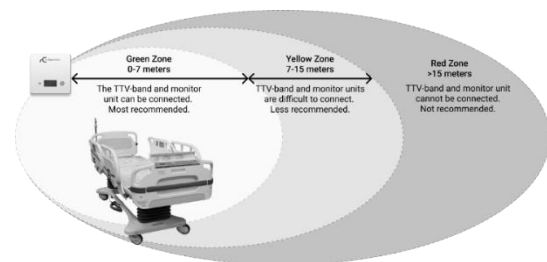 Green Zone
0-7 meters
The TTV-band and monitor
unit can be connected.
Most recommended.
Yellow Zone
7-15 meters
TTV-band and monitor units
are difficult to connect.
Less recommended.
Red Zone
>15 meters
TTV-band and monitor unit
cannot be connected.
Not recommended.